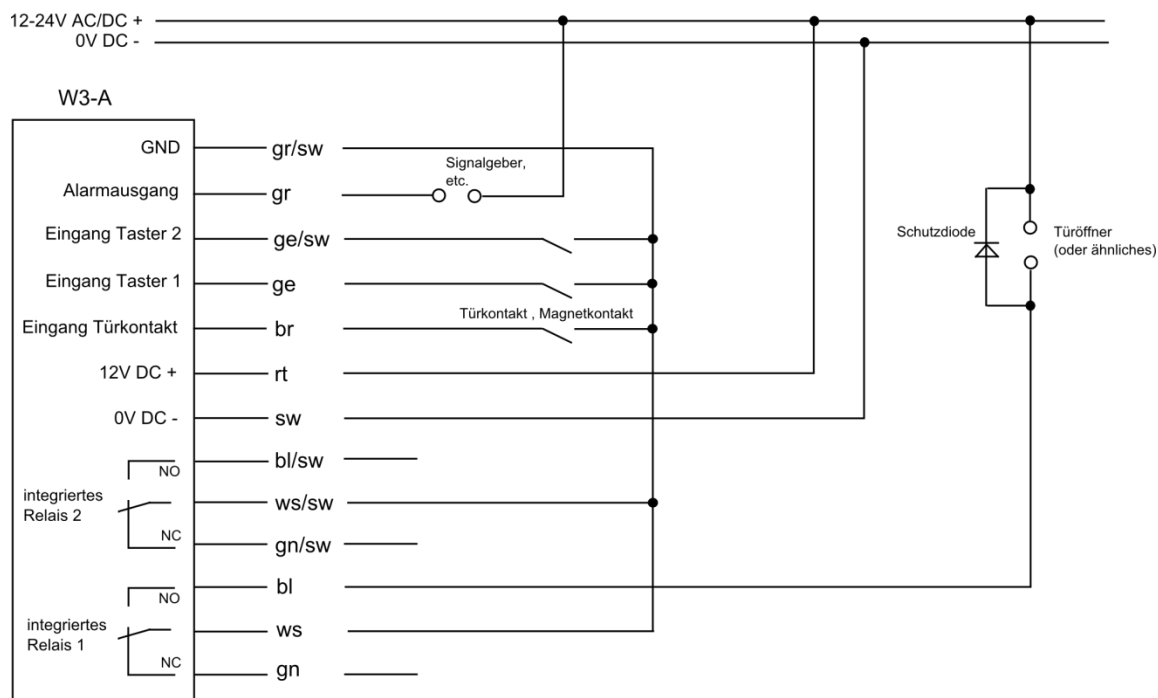 12-24V AC/DC +
0V DC -
W3-A
GND
gr/sw
Signalgeber,
etc.
Alarmausgang
gr
Eingang Taster 2
ge/sw
Schutzdiode
Türöffner
(oder ähnliches)
Eingang Taster 1
ge
Türkontakt , Magnetkontakt
Eingang Türkontakt
br
12V DC +
rt
0V DC -
sw
bl/sw
NO
integriertes
Relais 2
ws/sw
NC
gn/sw
bl
NO
integriertes
Relais 1
ws
NC
gn